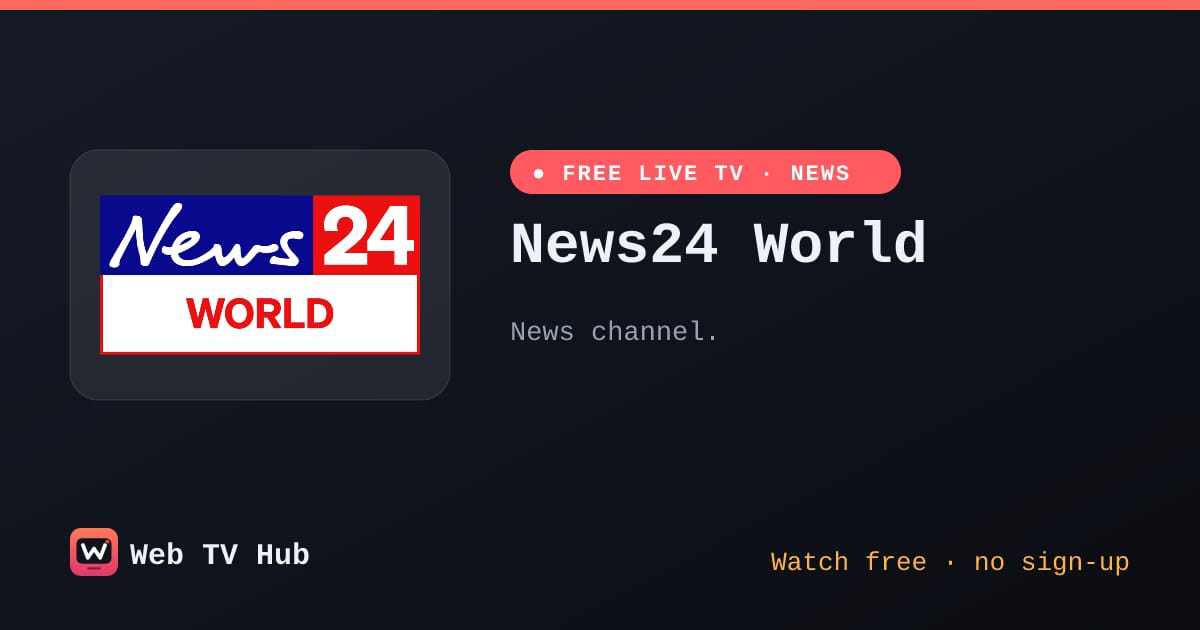 News 24
WORLD
● FREE LIVE TV · NEWS
News24 World
News channel.
W
Web TV Hub
Watch free · no sign-up